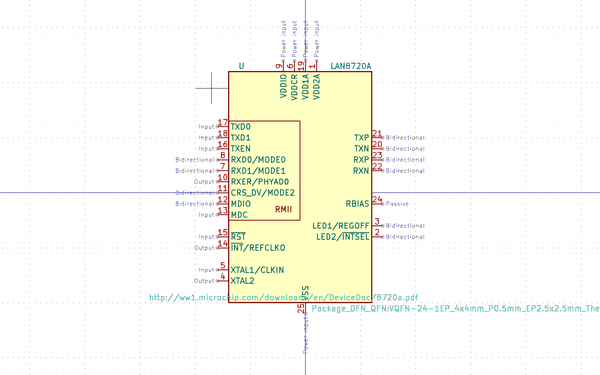 Power input Power input Power input Power input
U LAN8720A
9 6 19 1
VDDIO VDDCR VDD1A VDD2A
Input 17 TXD0
Input 18 TXD1 TXP 21 Bidirectional
Input 16 TXEN TXN 20 Bidirectional
Bidirectional 8 RXD0/MODE0 RXP 23 Bidirectional
Bidirectional 7 RXD1/MODE1 RXN 22 Bidirectional
Output 10 RXER/PHYAD0
Bidirectional 11 CRS_DV/MODE2
Bidirectional 12 MDIO RBIAS 24 Passive
Input 13 MDC RMII
LED1/REGOFF 3 Bidirectional
Input 15 RST LED2/INTSEL 2 Bidirectional
Output 14 INT/REFCLKO
Input 5 XTAL1/CLKIN
Output 4 XTAL2
http://ww1.microchip.com/downloads/en/DeviceDoc/8720a.pdf
VSS
25
Package_DFN_QFN:VQFN-24-1EP_4x4mm_P0.5mm_EP2.5x2.5mm_The
Power input